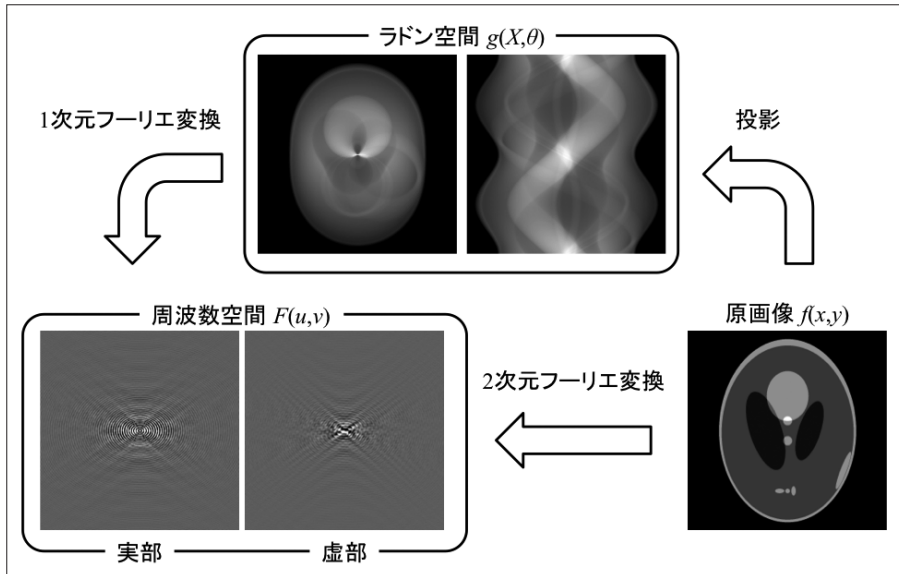 ラドン空間 g(X,θ)
1次元フーリエ変換
投影
周波数空間 F(u,v)
原画像 f(x,y)
2次元フーリエ変換
実部
虚部